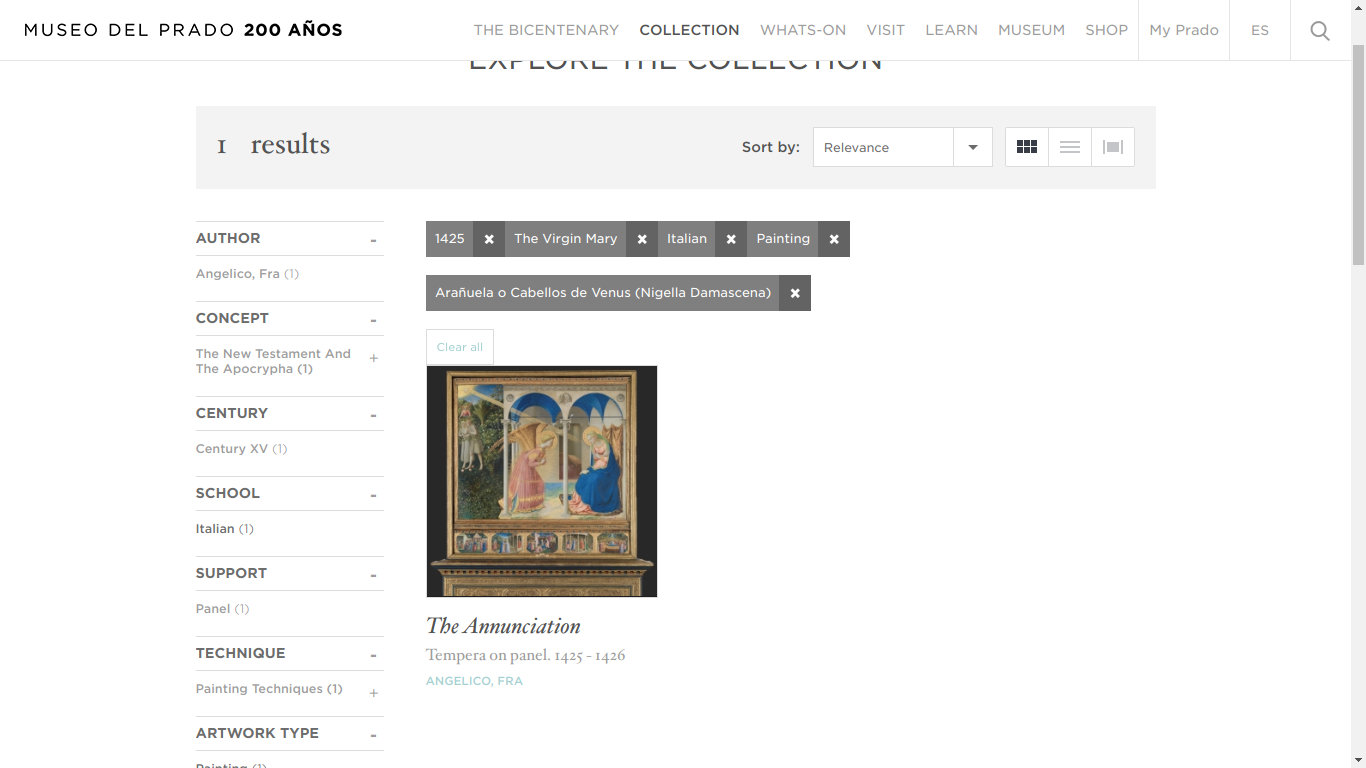 MUSEO DEL PRADO 200 AÑOS
THE BICENTENARY COLLECTION WHATS-ON VISIT LEARN MUSEUM SHOP My Prado ES
EXPLORE THE COLLECTION
1 results
Sort by: Relevance
AUTHOR -
Angelico, Fra (1)
CONCEPT -
The New Testament And
The Apocrypha (1) +
CENTURY -
Century XV (1)
SCHOOL -
Italian (1)
SUPPORT -
Panel (1)
TECHNIQUE -
Painting Techniques (1) +
ARTWORK TYPE -
Painting (1)
1425 × The Virgin Mary × Italian × Painting ×
Arañuela o Cabellos de Venus (Nigella Damascena) ×
Clear all
The Annunciation
Tempera on panel. 1425 - 1426
ANGELICO, FRA